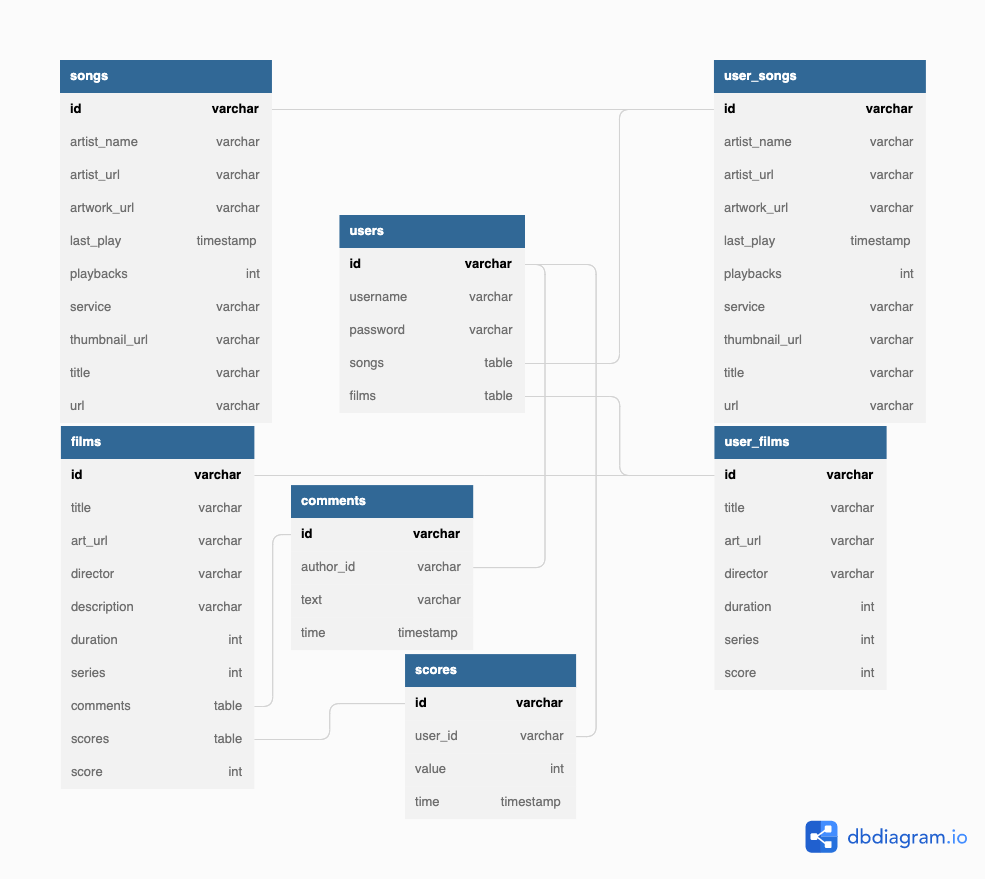 songs
id varchar
artist_name varchar
artist_url varchar
artwork_url varchar
last_play timestamp
playbacks int
service varchar
thumbnail_url varchar
title varchar
url varchar
user_songs
id varchar
artist_name varchar
artist_url varchar
artwork_url varchar
last_play timestamp
playbacks int
service varchar
thumbnail_url varchar
title varchar
url varchar
users
id varchar
username varchar
password varchar
songs table
films table
films
id varchar
title varchar
art_url varchar
director varchar
description varchar
duration int
series int
comments table
scores table
score int
user_films
id varchar
title varchar
art_url varchar
director varchar
duration int
series int
score int
comments
id varchar
author_id varchar
text varchar
time timestamp
scores
id varchar
user_id varchar
value int
time timestamp
dbdiagram.io